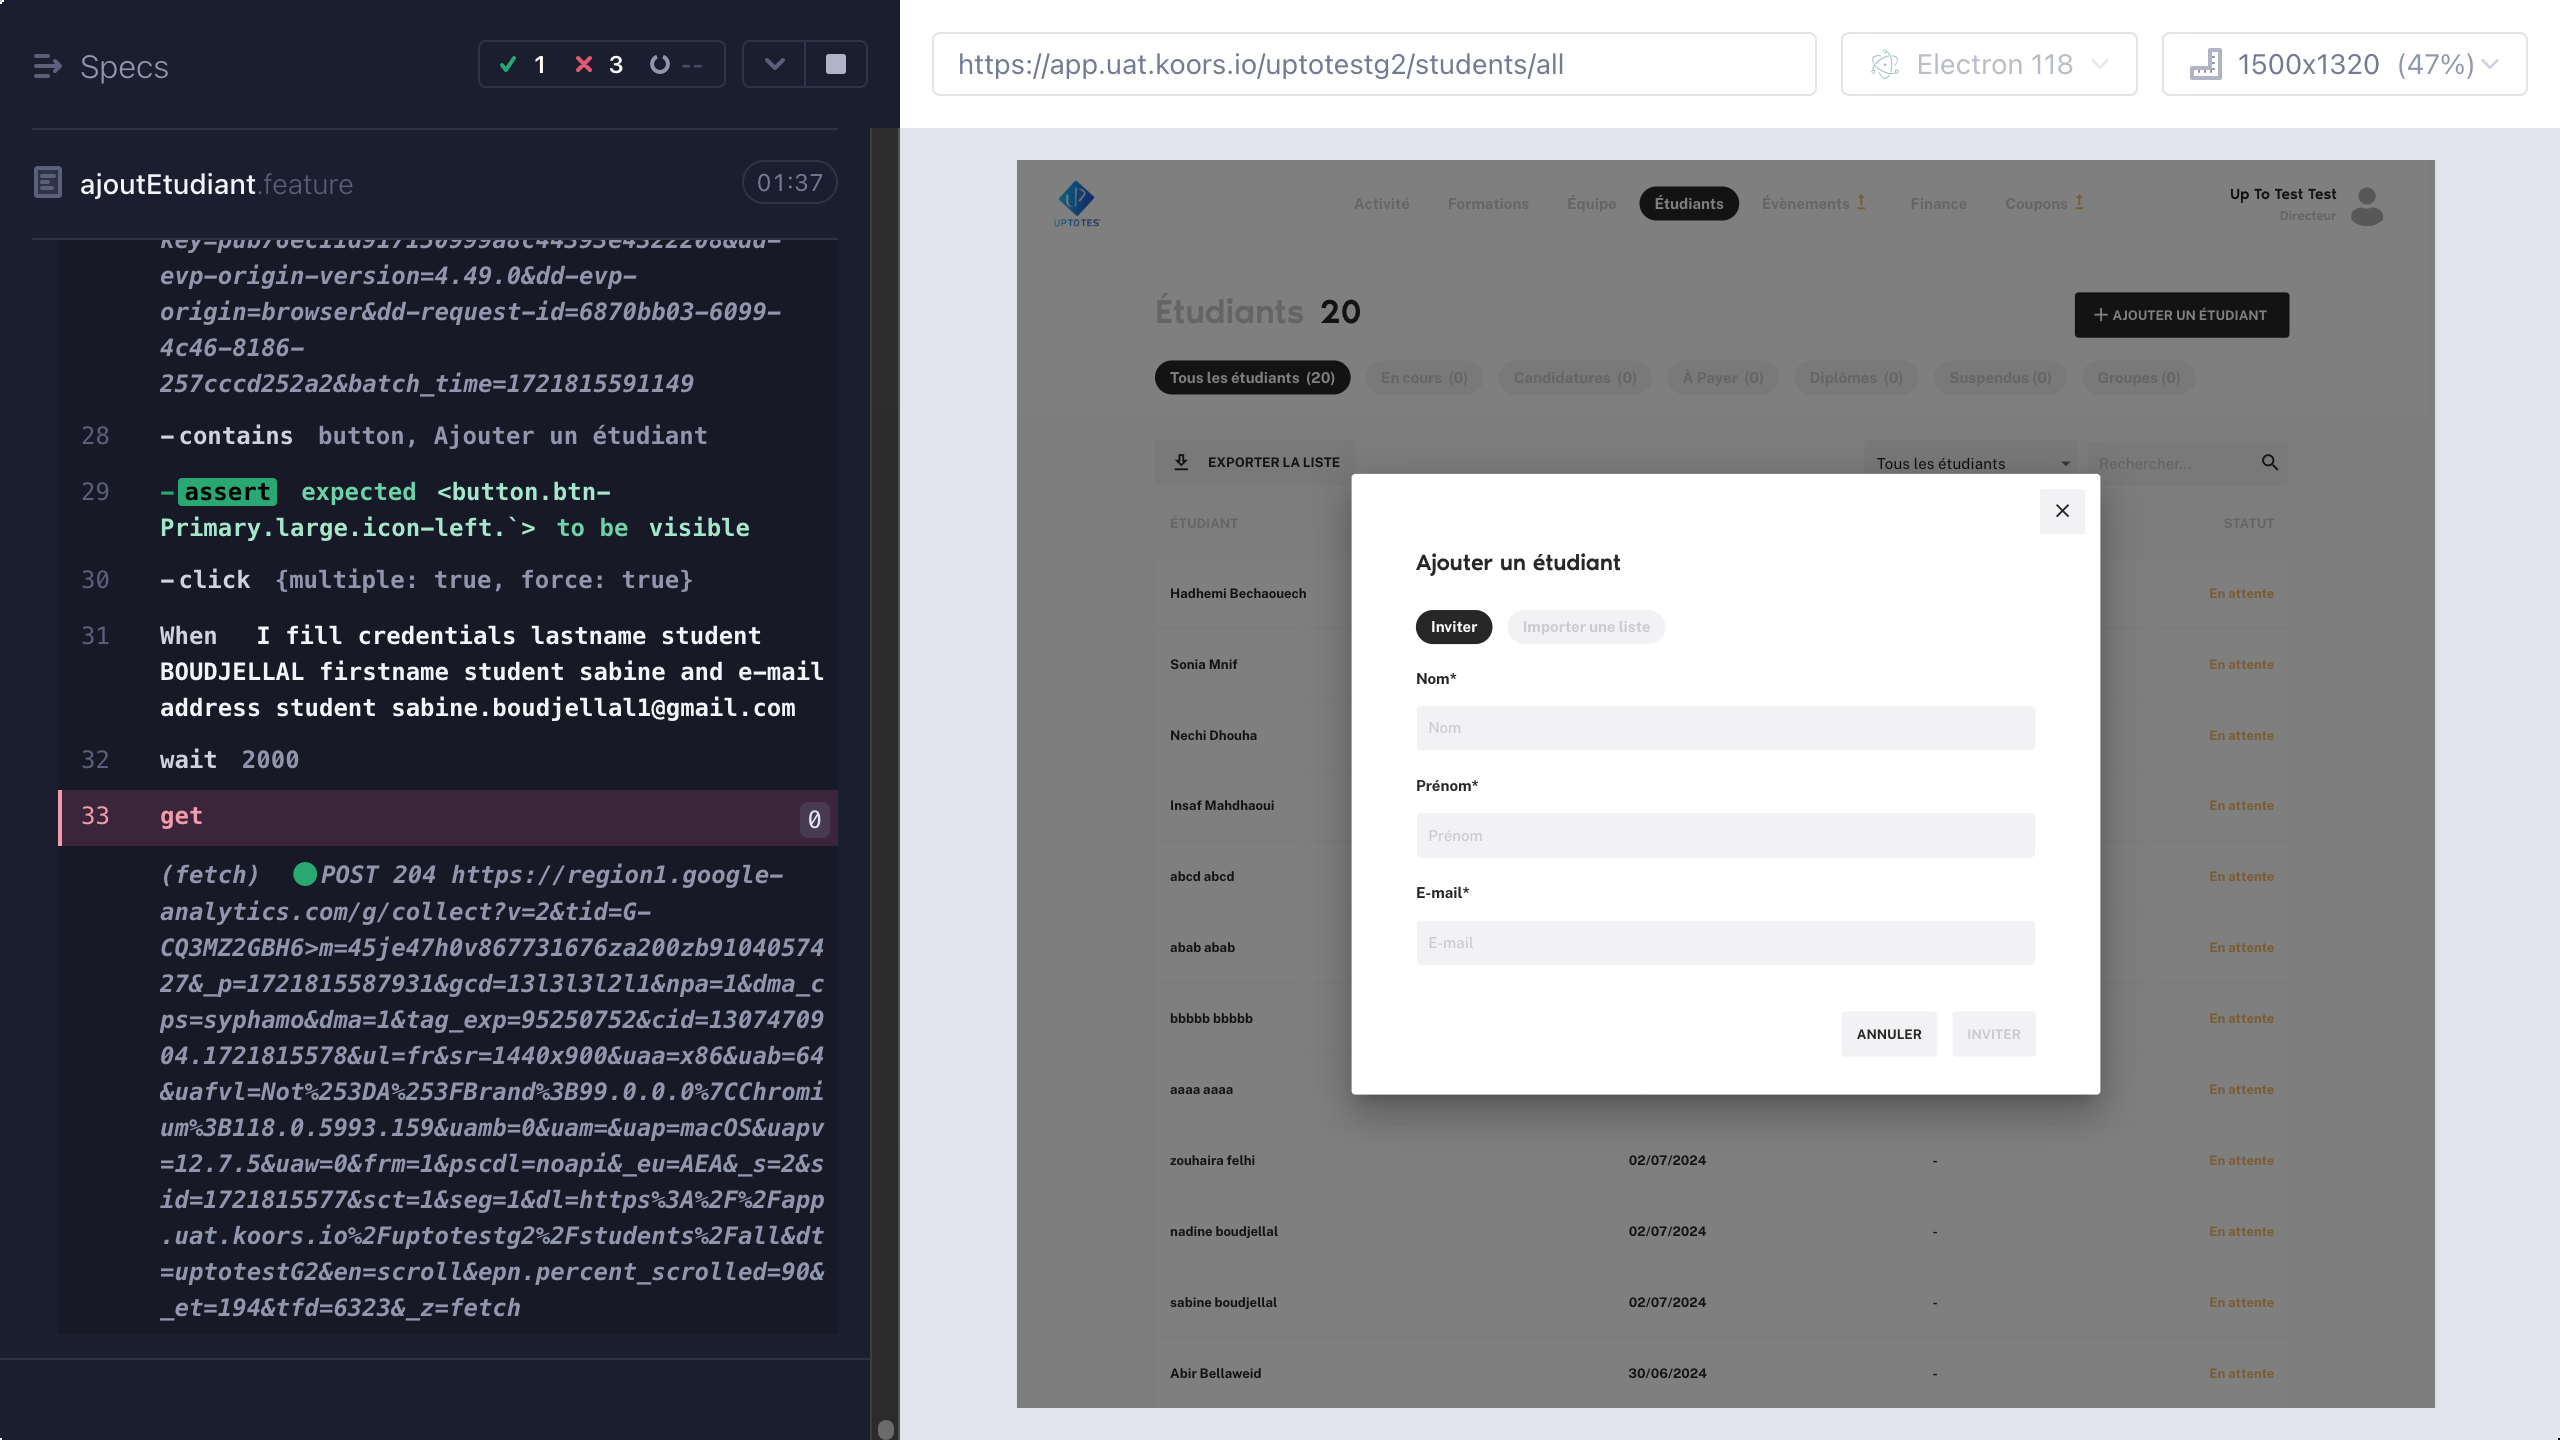 Specs
1 3 --
ajoutEtudiant.feature
01:37
evp-origin-version=4.49.0&dd-evp-
origin=browser&dd-request-id=6870bb03-6099-
4c46-8186-
257cccd252a2&batch_time=1721815591149
28 -contains button, Ajouter un étudiant
29 -assert expected <button.btn-
Primary.large.icon-left.`> to be visible
30 -click {multiple: true, force: true}
31 When I fill credentials lastname student
BOUDJELLAL firstname student sabine and e-mail
address student sabine.boudjellal1@gmail.com
32 wait 2000
33 get 0
(fetch) POST 204 https://region1.google-
analytics.com/g/collect?v=2&tid=G-
CQ3MZ2GBH6>m=45je47h0v867731676za200zb91040574
27&_p=1721815587931&gcd=13l3l3l2l1&npa=1&dma_c
ps=syphamo&dma=1&tag_exp=95250752&cid=13074709
04.1721815578&ul=fr&sr=1440x900&uaa=x86&uab=64
&uafvl=Not%253DA%253FBrand%3B99.0.0.0%7CChromi
um%3B118.0.5993.159&uamb=0&uam=&uap=macOS&uapv
=12.7.5&uaw=0&frm=1&pscdl=noapi&_eu=AEA&_s=2&s
id=1721815577&sct=1&seg=1&dl=https%3A%2F%2Fapp
.uat.koors.io%2Fuptotestg2%2Fstudents%2Fall&dt
=uptotestG2&en=scroll&epn.percent_scrolled=90&
_et=194&tfd=6323&_z=fetch
https://app.uat.koors.io/uptotestg2/students/all
Electron 118
1500x1320 (47%)
UPTOTEST
Activité Formations Équipe Étudiants Évènements Finance Coupons
Up To Test Test
Directeur
Étudiants 20
+ AJOUTER UN ÉTUDIANT
Tous les étudiants (20) En cours (0) Candidatures (0) À Payer (0) Diplômes (0) Suspendus (0) Groupes (0)
EXPORTER LA LISTE
Tous les étudiants
Rechercher...
ÉTUDIANT STATUT
Hadhemi Bechaouech En attente
Sonia Mnif En attente
Nechi Dhouha En attente
Insaf Mahdhaoui En attente
abcd abcd En attente
abab abab En attente
bbbbb bbbbb En attente
aaaa aaaa En attente
zouhaira felhi 02/07/2024 - En attente
nadine boudjellal 02/07/2024 - En attente
sabine boudjellal 02/07/2024 - En attente
Abir Bellaweid 30/06/2024 - En attente
Ajouter un étudiant
Inviter Importer une liste
Nom*
Nom
Prénom*
Prénom
E-mail*
E-mail
ANNULER INVITER